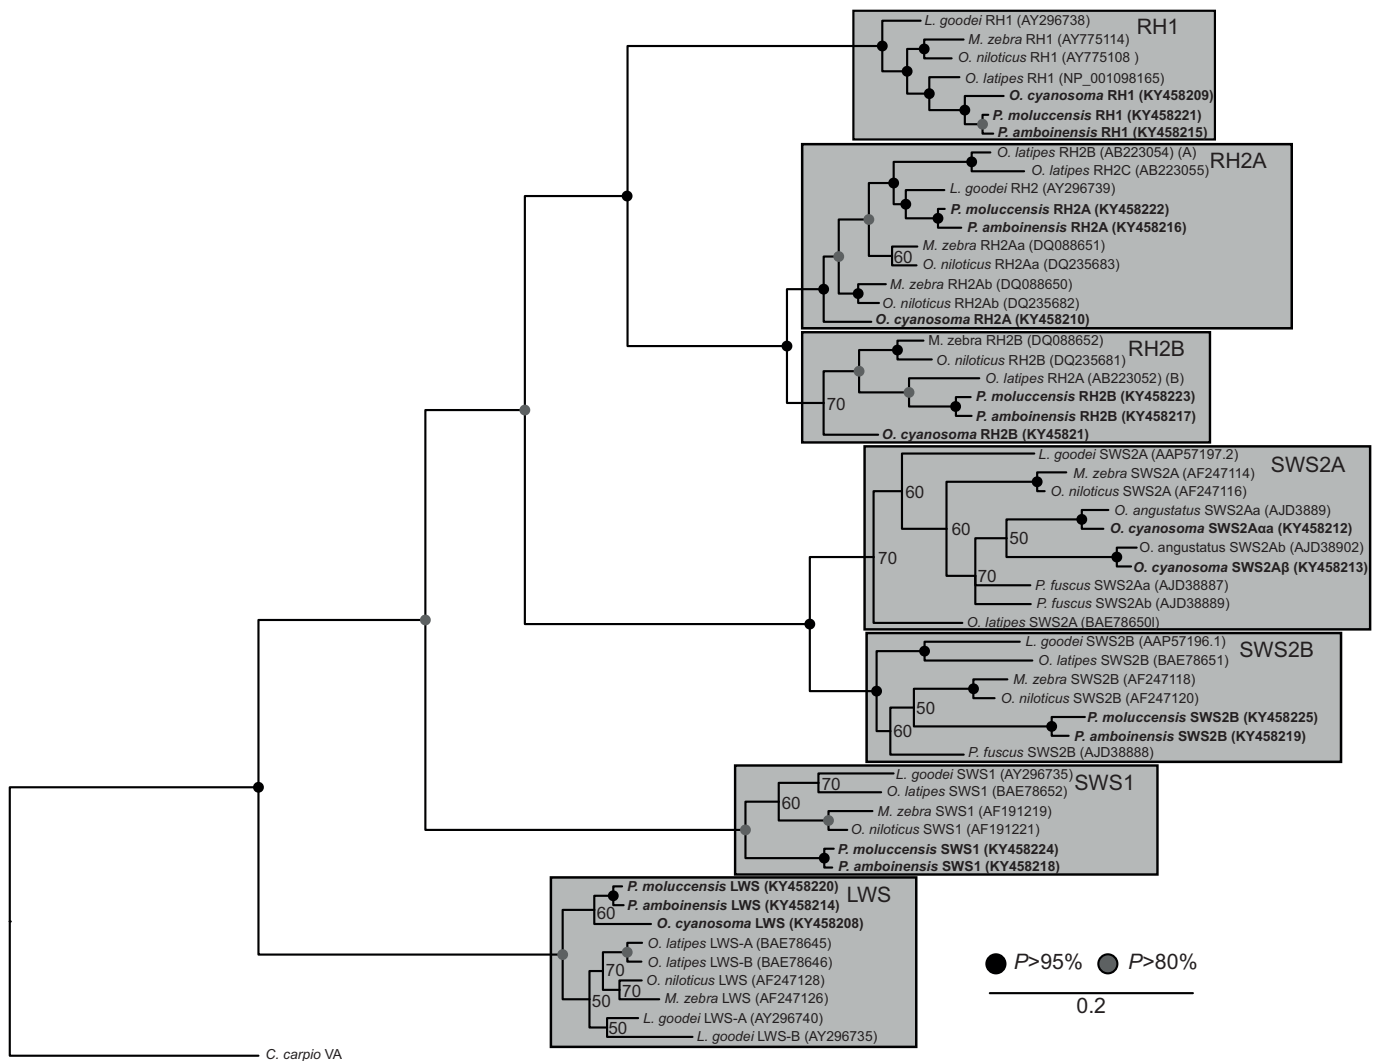 L. goodei RH1 (AY296738)
RH1
M. zebra RH1 (AY775114)
O. niloticus RH1 (AY775108 )
O. latipes RH1 (NP_001098165)
O. cyanosoma RH1 (KY458209)
P. moluccensis RH1 (KY458221)
P. amboinensis RH1 (KY458215)
O. latipes RH2B (AB223054) (A)
RH2A
O. latipes RH2C (AB223055)
L. goodei RH2 (AY296739)
P. moluccensis RH2A (KY458222)
P. amboinensis RH2A (KY458216)
M. zebra RH2Aa (DQ088651)
60
O. niloticus RH2Aa (DQ235683)
M. zebra RH2Ab (DQ088650)
O. niloticus RH2Ab (DQ235682)
O. cyanosoma RH2A (KY458210)
M. zebra RH2B (DQ088652)
RH2B
O. niloticus RH2B (DQ235681)
O. latipes RH2A (AB223052) (B)
P. moluccensis RH2B (KY458223)
70
P. amboinensis RH2B (KY458217)
O. cyanosoma RH2B (KY45821)
L. goodei SWS2A (AAP57197.2)
SWS2A
M. zebra SWS2A (AF247114)
60
O. niloticus SWS2A (AF247116)
O. angustatus SWS2Aa (AJD3889)
60
O. cyanosoma SWS2Aαa (KY458212)
50
O. angustatus SWS2Ab (AJD38902)
70
O. cyanosoma SWS2Aβ (KY458213)
70
P. fuscus SWS2Aa (AJD38887)
P. fuscus SWS2Ab (AJD38889)
O. latipes SWS2A (BAE78650l)
L. goodei SWS2B (AAP57196.1)
SWS2B
O. latipes SWS2B (BAE78651)
M. zebra SWS2B (AF247118)
O. niloticus SWS2B (AF247120)
50
P. moluccensis SWS2B (KY458225)
60
P. amboinensis SWS2B (KY458219)
P. fuscus SWS2B (AJD38888)
L. goodei SWS1 (AY296735)
SWS1
70
O. latipes SWS1 (BAE78652)
60
M. zebra SWS1 (AF191219)
O. niloticus SWS1 (AF191221)
P. moluccensis SWS1 (KY458224)
P. amboinensis SWS1 (KY458218)
P. moluccensis LWS (KY458220)
LWS
P. amboinensis LWS (KY458214)
60
O. cyanosoma LWS (KY458208)
O. latipes LWS-A (BAE78645)
O. latipes LWS-B (BAE78646)
70
O. niloticus LWS (AF247128)
70
M. zebra LWS (AF247126)
50
L. goodei LWS-A (AY296740)
50
L. goodei LWS-B (AY296735)
P>95%
P>80%
0.2
C. carpio VA